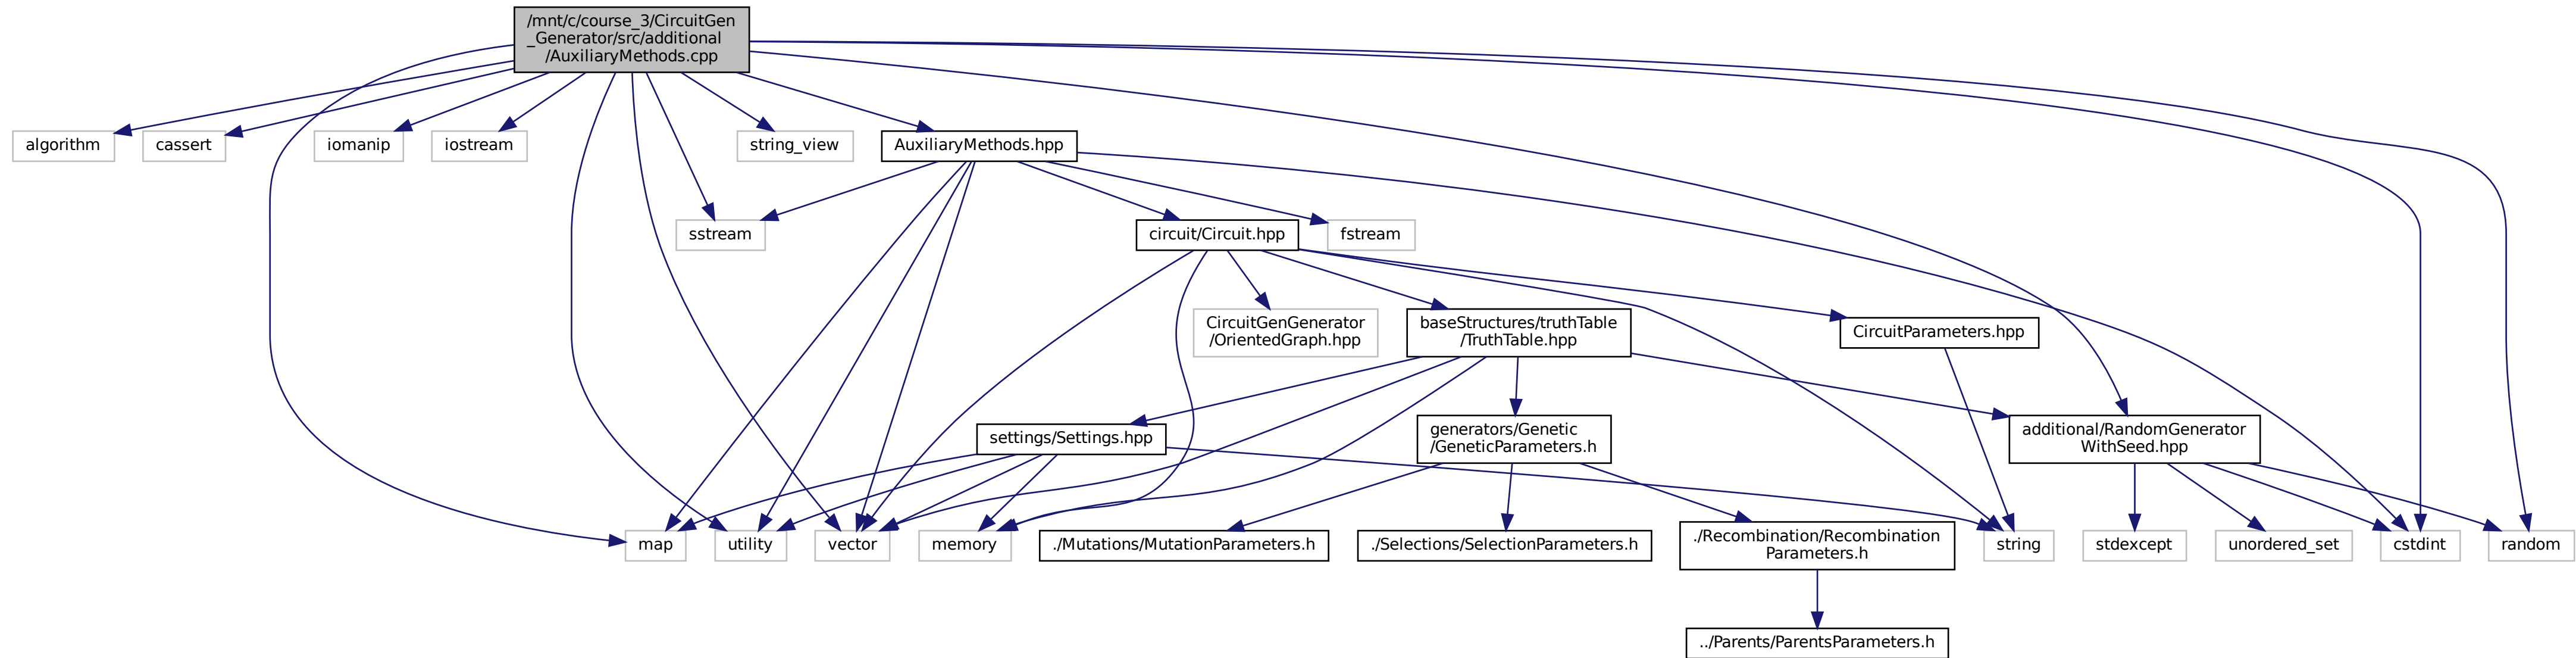 /mnt/c/course_3/CircuitGen
_Generator/src/additional
/AuxiliaryMethods.cpp
algorithm
cassert
iomanip
iostream
string_view
AuxiliaryMethods.hpp
sstream
circuit/Circuit.hpp
fstream
CircuitGenGenerator
/OrientedGraph.hpp
baseStructures/truthTable
/TruthTable.hpp
CircuitParameters.hpp
settings/Settings.hpp
generators/Genetic
/GeneticParameters.h
additional/RandomGenerator
WithSeed.hpp
map
utility
vector
memory
./Mutations/MutationParameters.h
./Selections/SelectionParameters.h
./Recombination/Recombination
Parameters.h
string
stdexcept
unordered_set
cstdint
random
../Parents/ParentsParameters.h